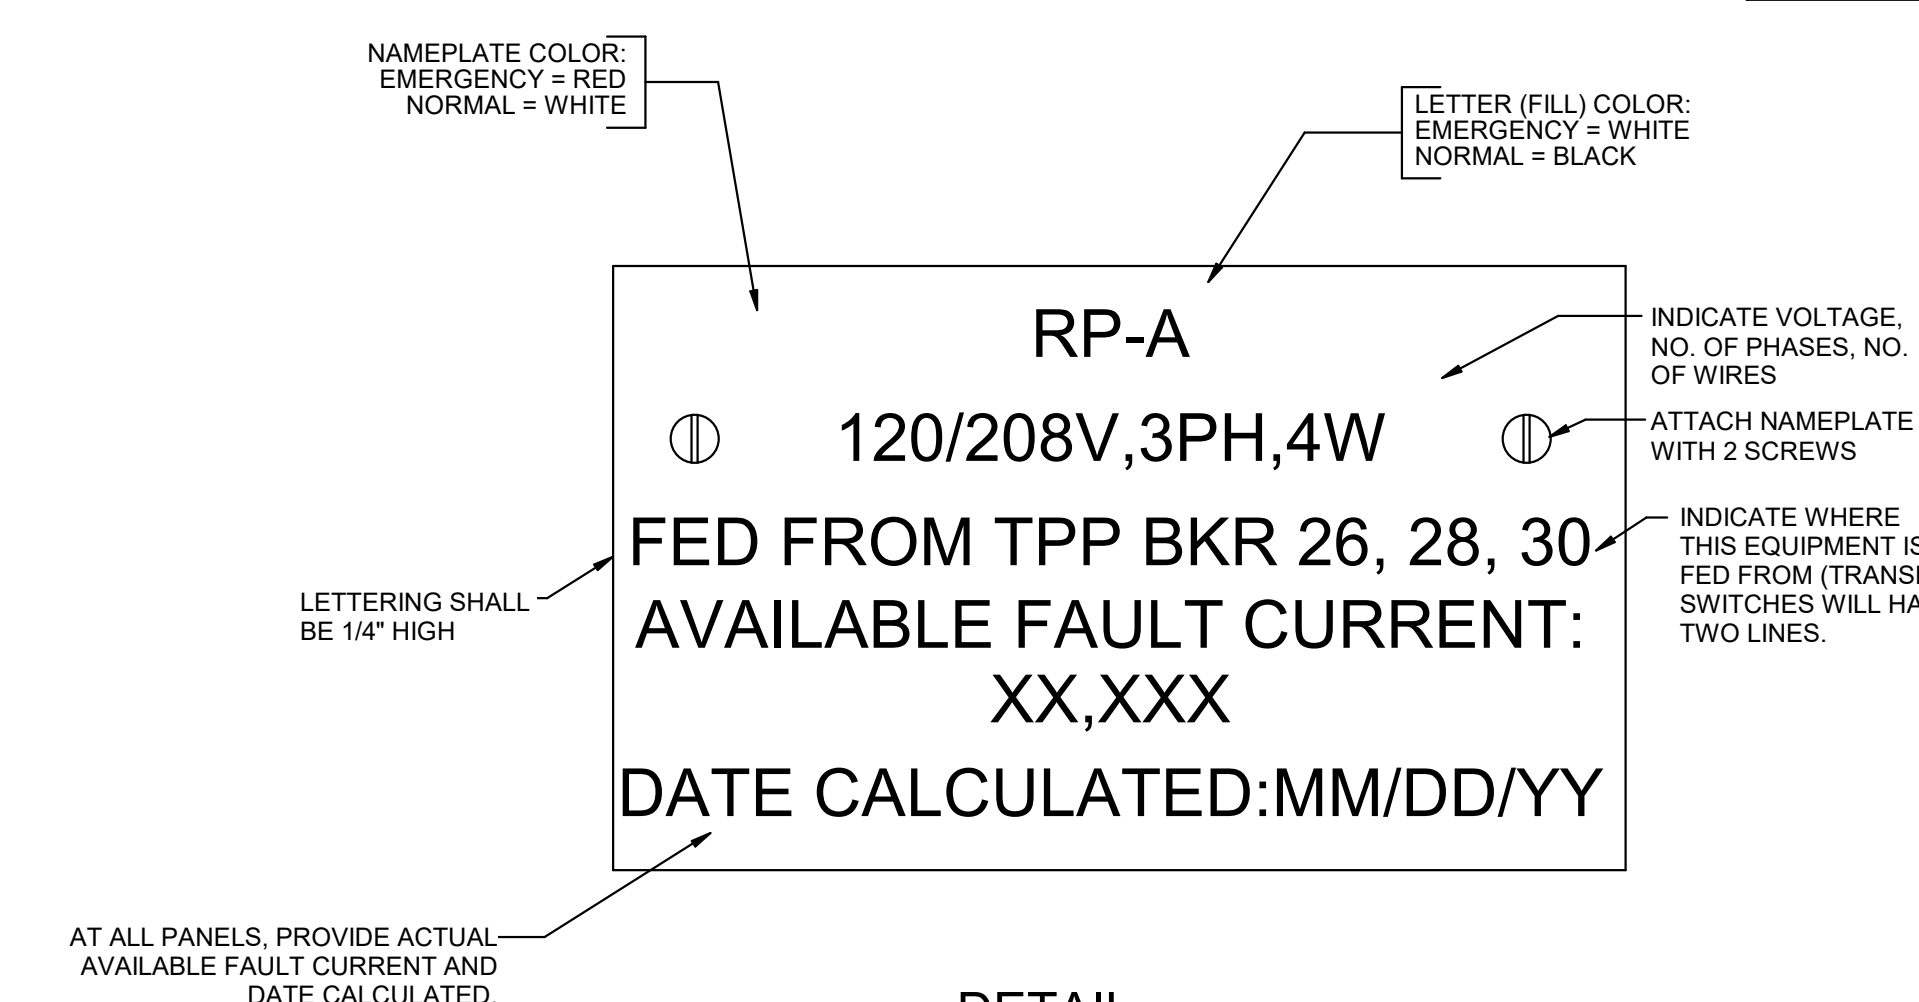 NAMEPLATE COLOR:
EMERGENCY = RED
NORMAL = WHITE
LETTER (FILL) COLOR:
EMERGENCY = WHITE
NORMAL = BLACK
RP-A
120/208V,3PH,4W
FED FROM TPP BKR 26, 28, 30
AVAILABLE FAULT CURRENT:
XX,XXX
DATE CALCULATED:MM/DD/YY
INDICATE VOLTAGE,
NO. OF PHASES, NO.
OF WIRES
ATTACH NAMEPLATE
WITH 2 SCREWS
INDICATE WHERE
THIS EQUIPMENT IS
FED FROM
SWITCHES WILL
TWO LINES.
LETTERING SHALL
BE 1/4" HIGH
AT ALL PANELS, PROVIDE ACTUAL
AVAILABLE FAULT CURRENT AND
DATE CALCULATED.
DETAIL